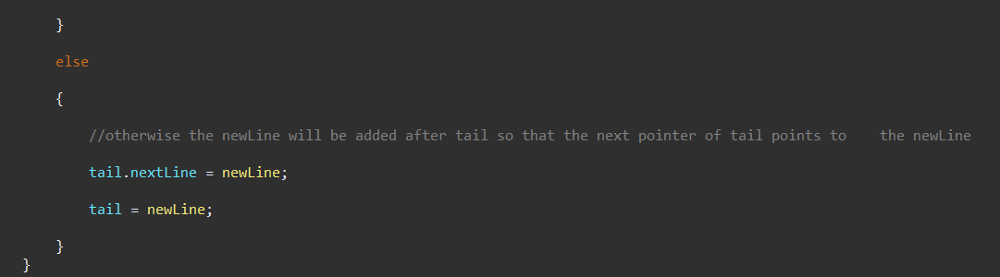 }
else
{
//otherwise the newLine will be added after tail so that the next pointer of tail points to    the newLine
tail.nextLine = newLine;
tail = newLine;
}
}